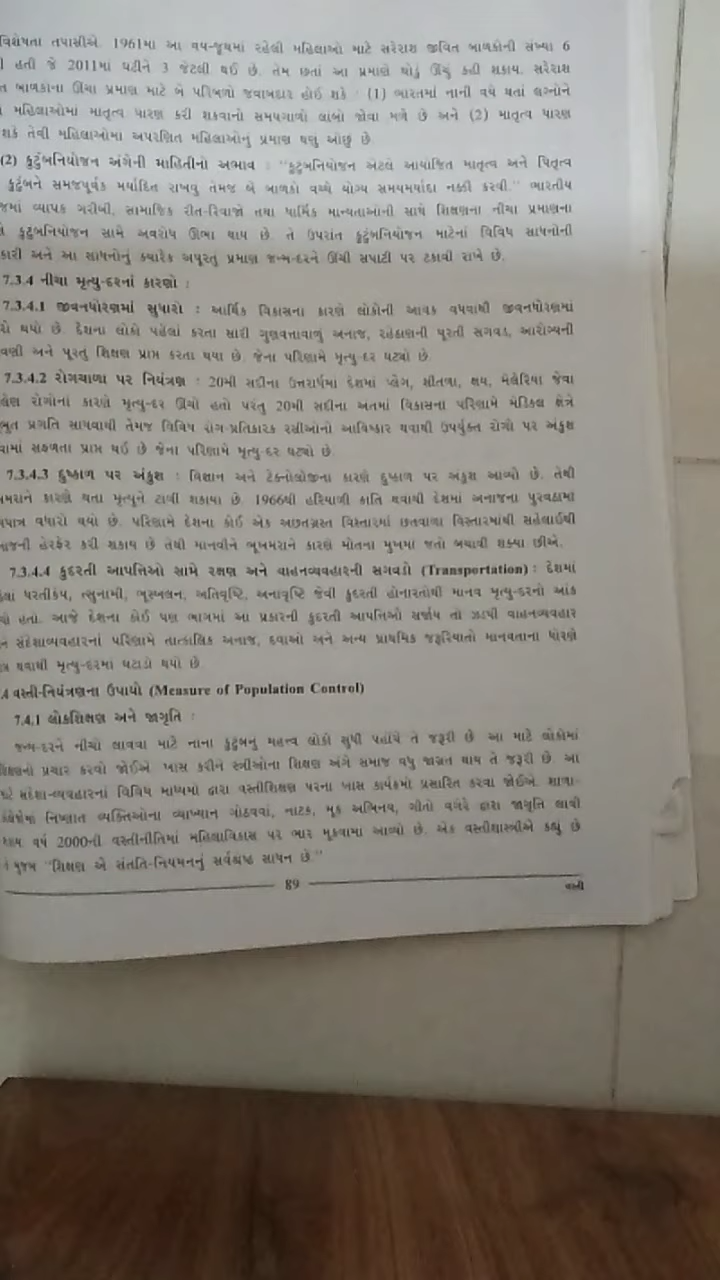 વિશેષતા તપાસીએ. 1961માં આ વય-જૂથમાં રહેલી મહિલાઓ માટે સરેરાશ જીવિત બાળકોની સંખ્યા 6
હતી જે 2011માં ઘટીને 3 જેટલી થઈ છે. તેમ છતાં આ પ્રમાણે થોડું ઊંચું કહી શકાય. સરેરાશ
બાળકોના ઊંચા પ્રમાણ માટે બે પરિબળો જવાબદાર હોઈ શકે : (1) ભારતમાં નાની વયે થતાં લગ્નોને
મહિલાઓમાં માતૃત્વ ધારણ કરી શકવાનો સમયગાળો લાંબો જોવા મળે છે અને (2) માતૃત્વ ધારણ
શકે તેવી મહિલાઓમાં અપરણિત મહિલાઓનું પ્રમાણ ઘણું ઓછું છે.
(2) કુટુંબનિયોજન અંગેની માહિતીનો અભાવ : "કુટુંબનિયોજન એટલે આયોજિત માતૃત્વ અને પિતૃત્વ
કુટુંબને સમજપૂર્વક મર્યાદિત રાખવું તેમજ બે બાળકો વચ્ચે યોગ્ય સમયમર્યાદા નક્કી કરવી." ભારતીય
વ્યાપક ગરીબી, સામાજિક રીત-રિવાજો તથા ધાર્મિક માન્યતાઓની સાથે શિક્ષણના નીચા પ્રમાણના
કુટુંબનિયોજન સામે અવરોધ ઊભા થાય છે. તે ઉપરાંત કુટુંબનિયોજન માટેનાં વિવિધ સાધનોની
અને આ સાધનોનું ક્યારેક અપૂરતું પ્રમાણ જન્મ-દરને ઊંચી સપાટી પર ટકાવી રાખે છે.
7.3.4 નીચા મૃત્યુ-દરનાં કારણો :
7.3.4.1 જીવનધોરણમાં સુધારો : આર્થિક વિકાસના કારણે લોકોની આવક વધવાથી જીવનધોરણમાં
થયો છે. દેશના લોકો પહેલાં કરતા સારી ગુણવત્તાવાળું અનાજ, રહેઠાણની પૂરતી સગવડ, આરોગ્યની
અને પૂરતું શિક્ષણ પ્રાપ્ત કરતા થયા છે. જેના પરિણામે મૃત્યુ-દર ઘટ્યો છે.
7.3.4.2 રોગચાળા પર નિયંત્રણ : 20મી સદીના ઉત્તરાર્ધમાં દેશમાં પ્લેગ, શીતળા, ક્ષય, મેલેરિયા જેવા
રોગોનાં કારણે મૃત્યુ-દર ઊંચો હતો પરંતુ 20મી સદીના અંતમાં વિકાસના પરિણામે મેડિકલ ક્ષેત્રે
પ્રગતિ સાધવાથી તેમજ વિવિધ રોગ-પ્રતિકારક રસીઓનો આવિષ્કાર થવાથી ઉપર્યુક્ત રોગો પર અંકુશ
સફળતા પ્રાપ્ત થઈ છે જેના પરિણામે મૃત્યુ-દર ઘટ્યો છે.
7.3.4.3 દુષ્કાળ પર અંકુશ : વિજ્ઞાન અને ટેક્નોલોજીના કારણે દુષ્કાળ પર અંકુશ આવ્યો છે. તેથી
કારણે થતા મૃત્યુને ટાળી શકાયા છે. 1966થી હરિયાળી ક્રાંતિ થવાથી દેશમાં અનાજના પુરવઠામાં
વધારો થયો છે. પરિણામે દેશના કોઈ એક અછતગ્રસ્ત વિસ્તારમાં છતવાળા વિસ્તારમાંથી સહેલાઈથી
હેરફેર કરી શકાય છે તેથી માનવીને ભૂખમરાને કારણે મોતના મુખમાં જતો બચાવી શક્યા છીએ.
7.3.4.4 કુદરતી આપત્તિઓ સામે રક્ષણ અને વાહનવ્યવહારની સગવડો (Transportation) : દેશમાં
ધરતીકંપ, ત્સુનામી, ભૂસ્ખલન, અતિવૃષ્ટિ, અનાવૃષ્ટિ જેવી કુદરતી હોનારતોથી માનવ મૃત્યુ-દરનો આંક
હતો. આજે દેશના કોઈ પણ ભાગમાં આ પ્રકારની કુદરતી આપત્તિઓ સર્જાય તો ઝડપી વાહનવ્યવહાર
સંદેશાવ્યવહારનાં પરિણામે તાત્કાલિક અનાજ, દવાઓ અને અન્ય પ્રાથમિક જરૂરિયાતો માનવતાના ધોરણે
થવાથી મૃત્યુ-દરમાં ઘટાડો થયો છે.
.4 વસ્તી-નિયંત્રણના ઉપાયો (Measure of Population Control)
7.4.1 લોકશિક્ષણ અને જાગૃતિ :
જન્મ-દરને નીચો લાવવા માટે નાના કુટુંબનું મહત્ત્વ લોકો સુધી પહોંચે તે જરૂરી છે. આ માટે લોકોમાં
પ્રચાર કરવો જોઈએ. ખાસ કરીને સ્ત્રીઓના શિક્ષણ અંગે સમાજ વધુ જાગ્રત થાય તે જરૂરી છે. આ
સંદેશા-વ્યવહારનાં વિવિધ માધ્યમો દ્વારા વસ્તીશિક્ષણ પરના ખાસ કાર્યક્રમો પ્રસારિત કરવા જોઈએ. શાળા-
નિષ્ણાત વ્યક્તિઓના વ્યાખ્યાન ગોઠવવા, નાટક, મૂક અભિનય, ગીતો વગેરે દ્વારા જાગૃતિ લાવી
શકાય. વર્ષ 2000ની વસ્તીનીતિમાં મહિલાવિકાસ પર ભાર મૂકવામાં આવ્યો છે. એક વસ્તીશાસ્ત્રીએ કહ્યું છે
મુજબ "શિક્ષણ એ સંતતિ-નિયમનનું સર્વશ્રેષ્ઠ સાધન છે."
89
વસ્તી